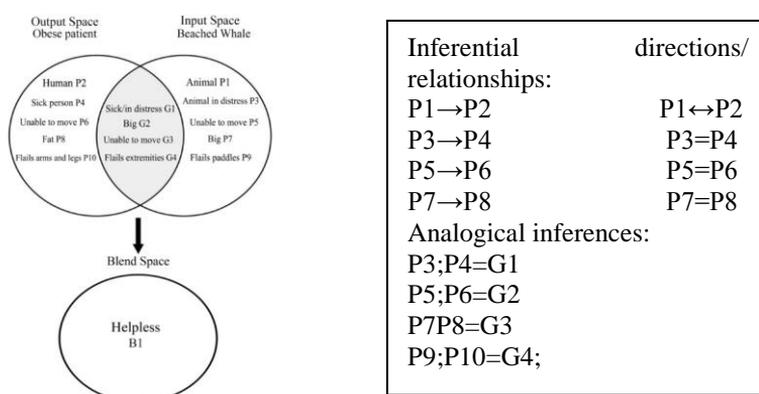 Output Space
Obese patient
Input Space
Beached Whale
Human P2
Sick person P4
Unable to move P6
Fat P8
Flails arms and legs P10
Sick/in distress G1
Big G2
Unable to move G3
Flails extremities G4
Animal P1
Animal in distress P3
Unable to move P5
Big P7
Flails paddles P9
Blend Space
Helpless
B1
Inferential directions/
relationships:
P1→P2 P1↔P2
P3→P4 P3=P4
P5→P6 P5=P6
P7→P8 P7=P8
Analogical inferences:
P3;P4=G1
P5;P6=G2
P7P8=G3
P9;P10=G4;